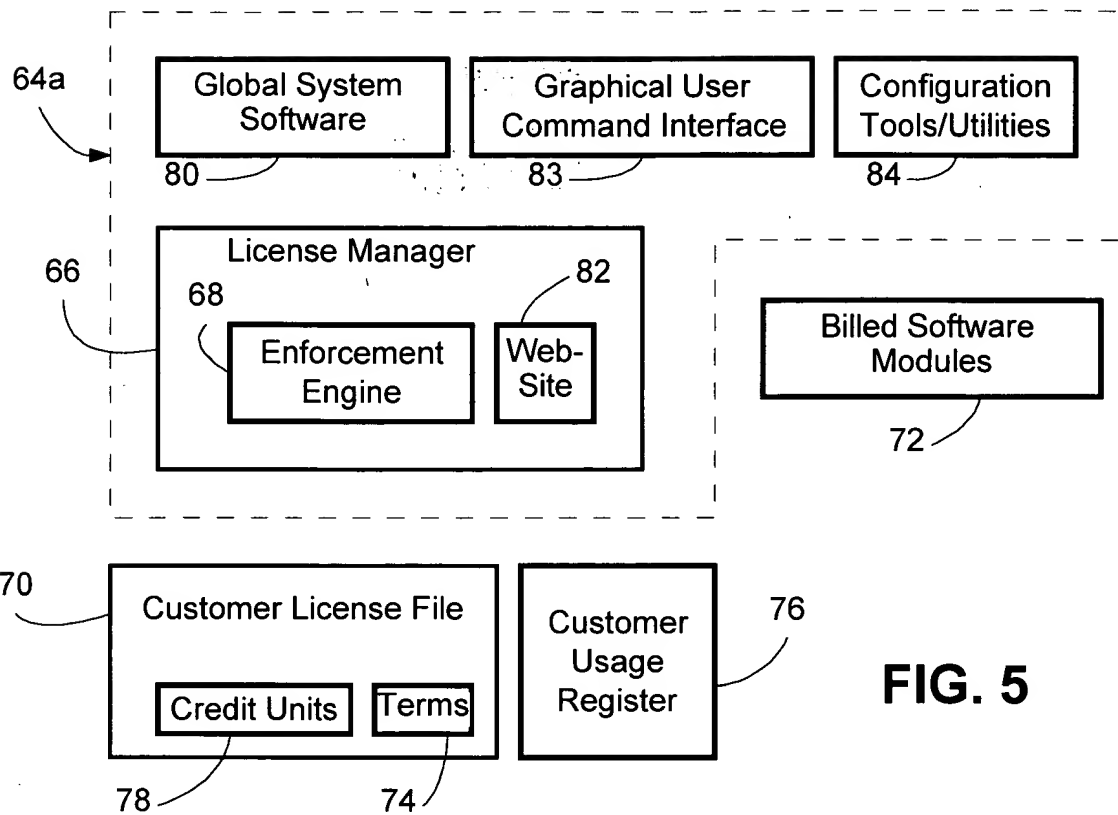 64a
Global System
Software
80
Graphical User
Command Interface
83
Configuration
Tools/Utilities
84
66
License Manager
68
Enforcement
Engine
82
Web-
Site
Billed Software
Modules
72
70
Customer License File
Credit Units
78
Terms
74
Customer
Usage
Register
76
FIG. 5